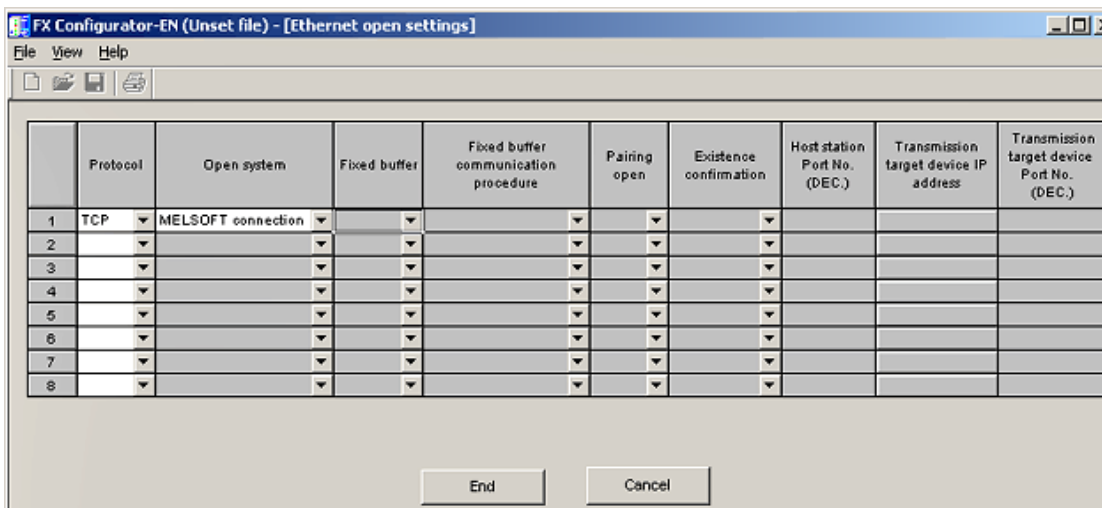 FX Configurator-EN (Unset file) - [Ethernet open settings]
File View Help
Protocol
Open system
Fixed buffer
Fixed buffer
communication
procedure
Pairing
open
Existence
confirmation
Host station
Port No.
(DEC.)
Transmission
target device IP
address
Transmission
target device
Port No.
(DEC.)
1 TCP MELSOFT connection
2
3
4
5
6
7
8
End Cancel